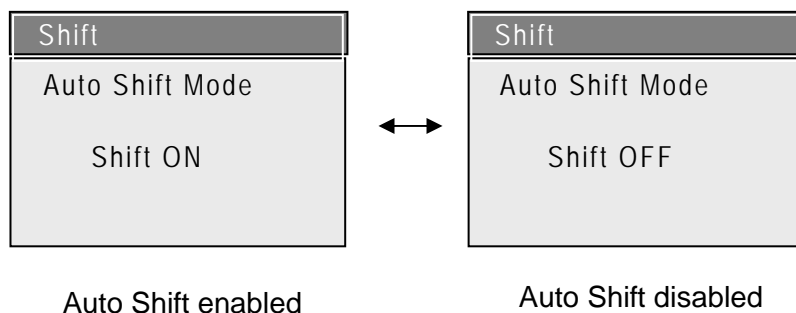 Shift
Auto Shift Mode
Shift ON
Auto Shift enabled
Shift
Auto Shift Mode
Shift OFF
Auto Shift disabled